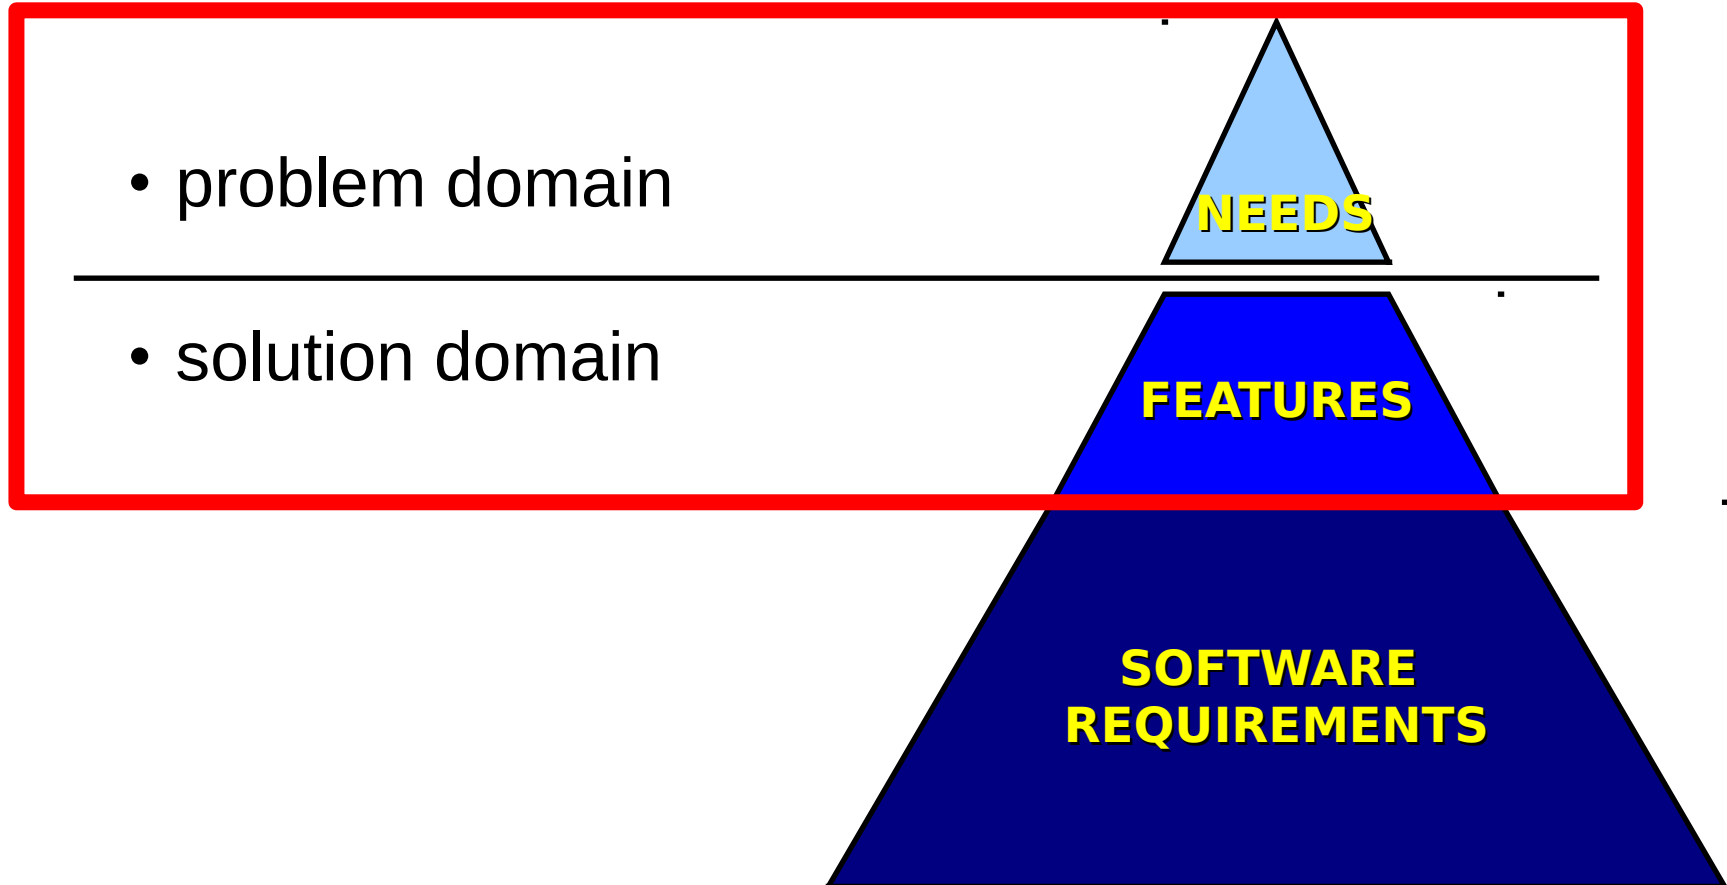 • problem domain
NEEDS
• solution domain
FEATURES
SOFTWARE
REQUIREMENTS